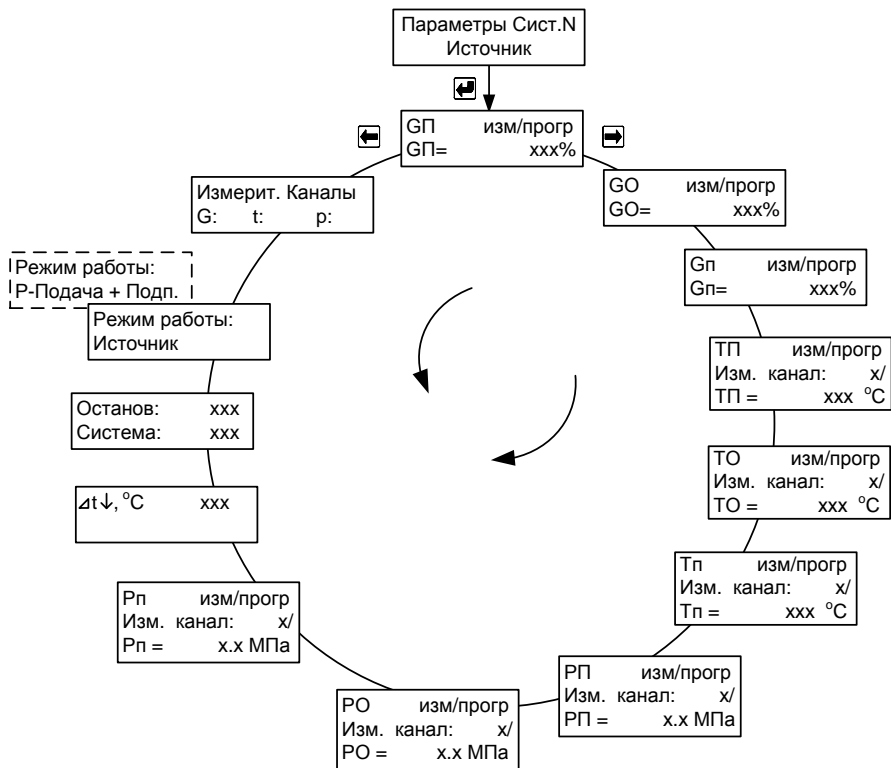 Параметры Сист.N
Источник
GП изм/прогр
GП= xxx%
GО изм/прогр
GО= xxx%
Gп изм/прогр
Gп= xxx%
ТП изм/прогр
Изм. канал: x/
ТП = xxx °C
ТО изм/прогр
Изм. канал: x/
ТО = xxx °C
Тп изм/прогр
Изм. канал: x/
Тп = xxx °C
РП изм/прогр
Изм. канал: x/
РП = x.x МПа
РО изм/прогр
Изм. канал: x/
РО = x.x МПа
Рп изм/прогр
Изм. канал: x/
Рп = x.x МПа
⊿t↓, °C xxx
Останов: xxx
Система: xxx
Режим работы:
Источник
Режим работы:
Р-Подача + Подп.
Измерит. Каналы
G: t: p: